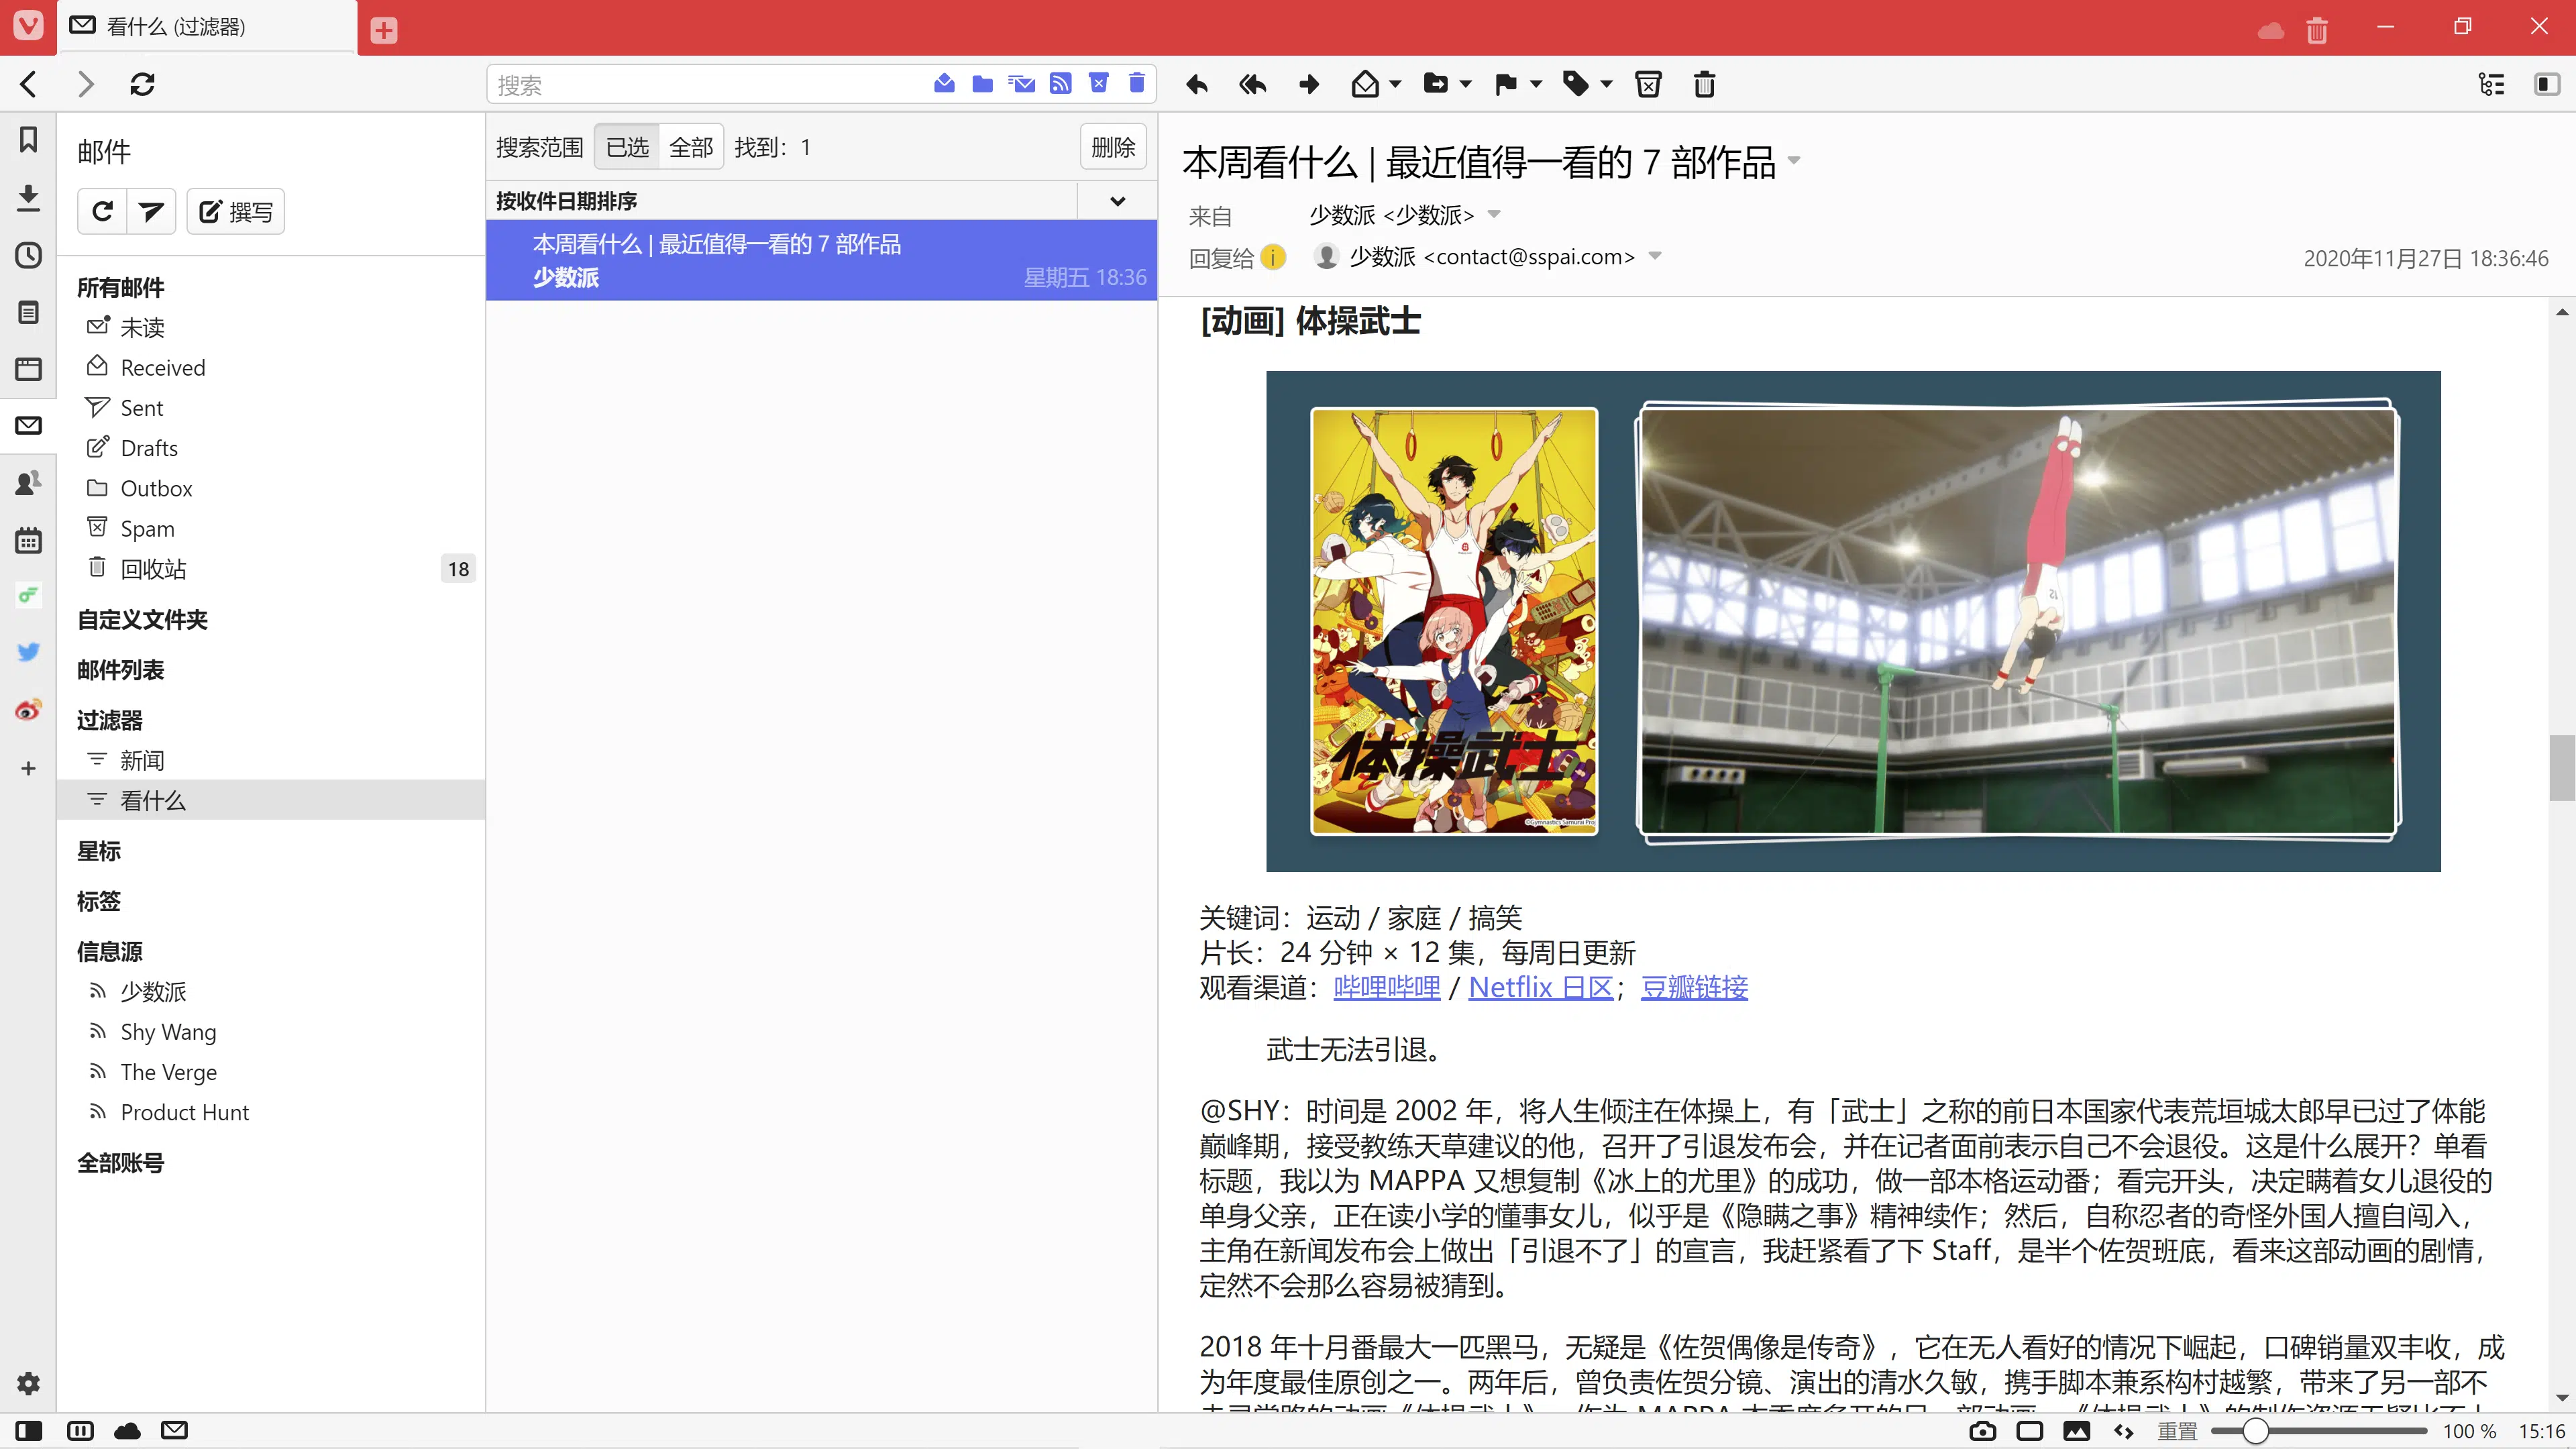 看什么 (过滤器)
搜索
邮件
撰写
所有邮件
未读
Received
Sent
Drafts
Outbox
Spam
回收站
18
自定义文件夹
邮件列表
过滤器
新闻
看什么
星标
标签
信息源
少数派
Shy Wang
The Verge
Product Hunt
全部账号
搜索范围 已选 全部 找到：1 删除
按收件日期排序
本周看什么 | 最近值得一看的 7 部作品
少数派
星期五 18:36
本周看什么 | 最近值得一看的 7 部作品
来自 少数派 <少数派>
回复给 少数派 <contact@sspai.com>
2020年11月27日 18:36:46
[动画] 体操武士
体操武士
关键词：运动 / 家庭 / 搞笑
片长：24 分钟 × 12 集，每周日更新
观看渠道：哔哩哔哩 / Netflix 日区；豆瓣链接
武士无法引退。
@SHY：时间是 2002 年，将人生倾注在体操上，有「武士」之称的前日本国家代表荒垣城太郎早已过了体能
巅峰期，接受教练天草建议的他，召开了引退发布会，并在记者面前表示自己不会退役。这是什么展开？单看
标题，我以为 MAPPA 又想复制《冰上的尤里》的成功，做一部本格运动番；看完开头，决定瞒着女儿退役的
单身父亲，正在读小学的懂事女儿，似乎是《隐瞒之事》精神续作；然后，自称忍者的奇怪外国人擅自闯入，
主角在新闻发布会上做出「引退不了」的宣言，我赶紧看了下 Staff，是半个佐贺班底，看来这部动画的剧情，
定然不会那么容易被猜到。
2018 年十月番最大一匹黑马，无疑是《佐贺偶像是传奇》，它在无人看好的情况下崛起，口碑销量双丰收，成
为年度最佳原创之一。两年后，曾负责佐贺分镜、演出的清水久敏，携手脚本兼系构村越繁，带来了另一部不
重置
100 %
15:16